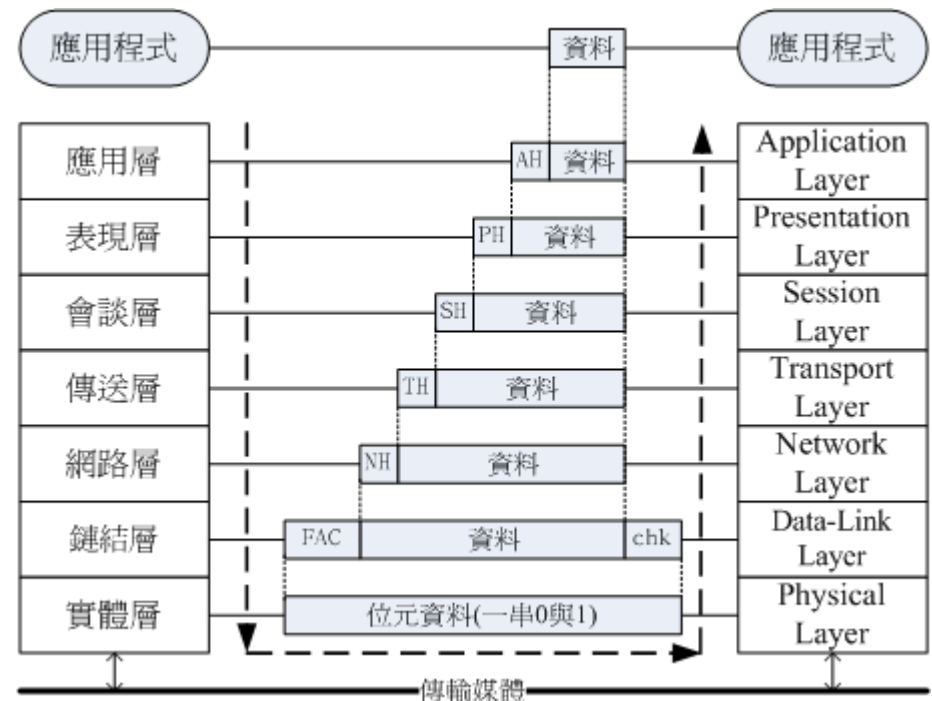 應用程式
資料
應用程式
應用層
AH
資料
Application
Layer
表現層
PH
資料
Presentation
Layer
會談層
SH
資料
Session
Layer
傳送層
TH
資料
Transport
Layer
網路層
NH
資料
Network
Layer
鏈結層
FAC
資料
chk
Data-Link
Layer
實體層
位元資料(一串0與1)
Physical
Layer
傳輸媒體